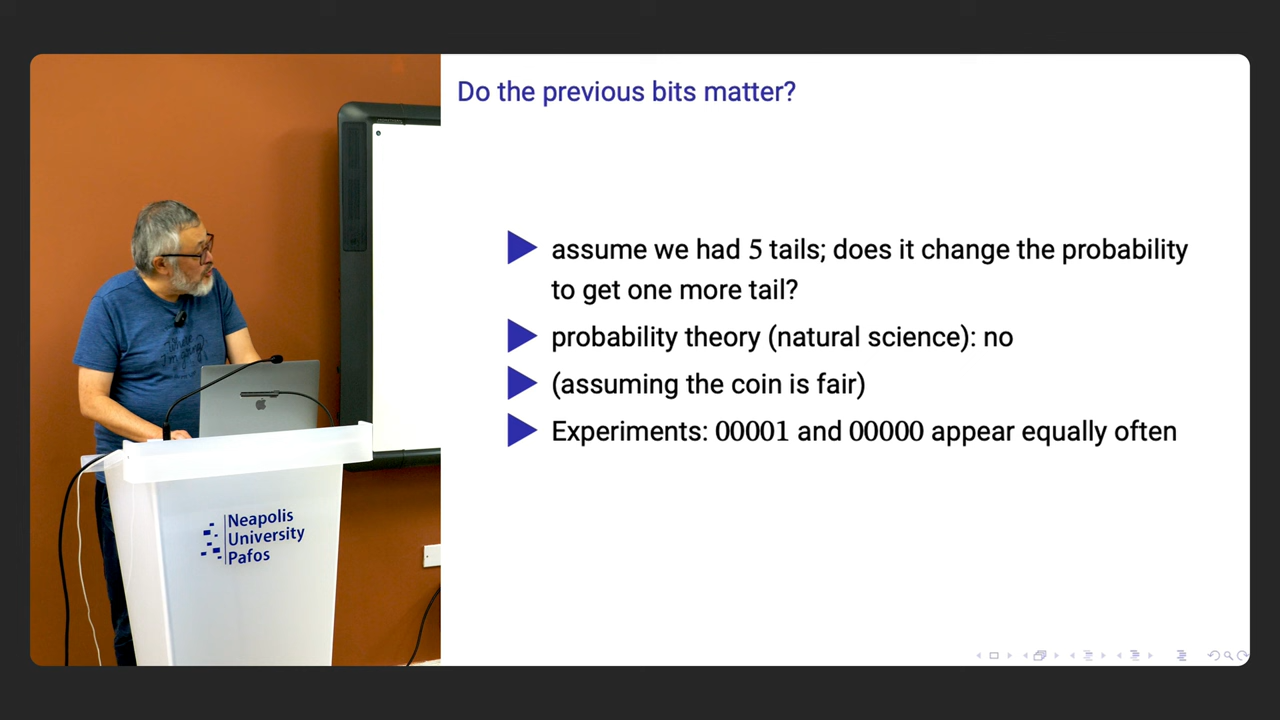 Do the previous bits matter?
▶ assume we had 5 tails; does it change the probability
to get one more tail?
▶ probability theory (natural science): no
▶ (assuming the coin is fair)
▶ Experiments: 00001 and 00000 appear equally often
Neapolis
University
Pafos